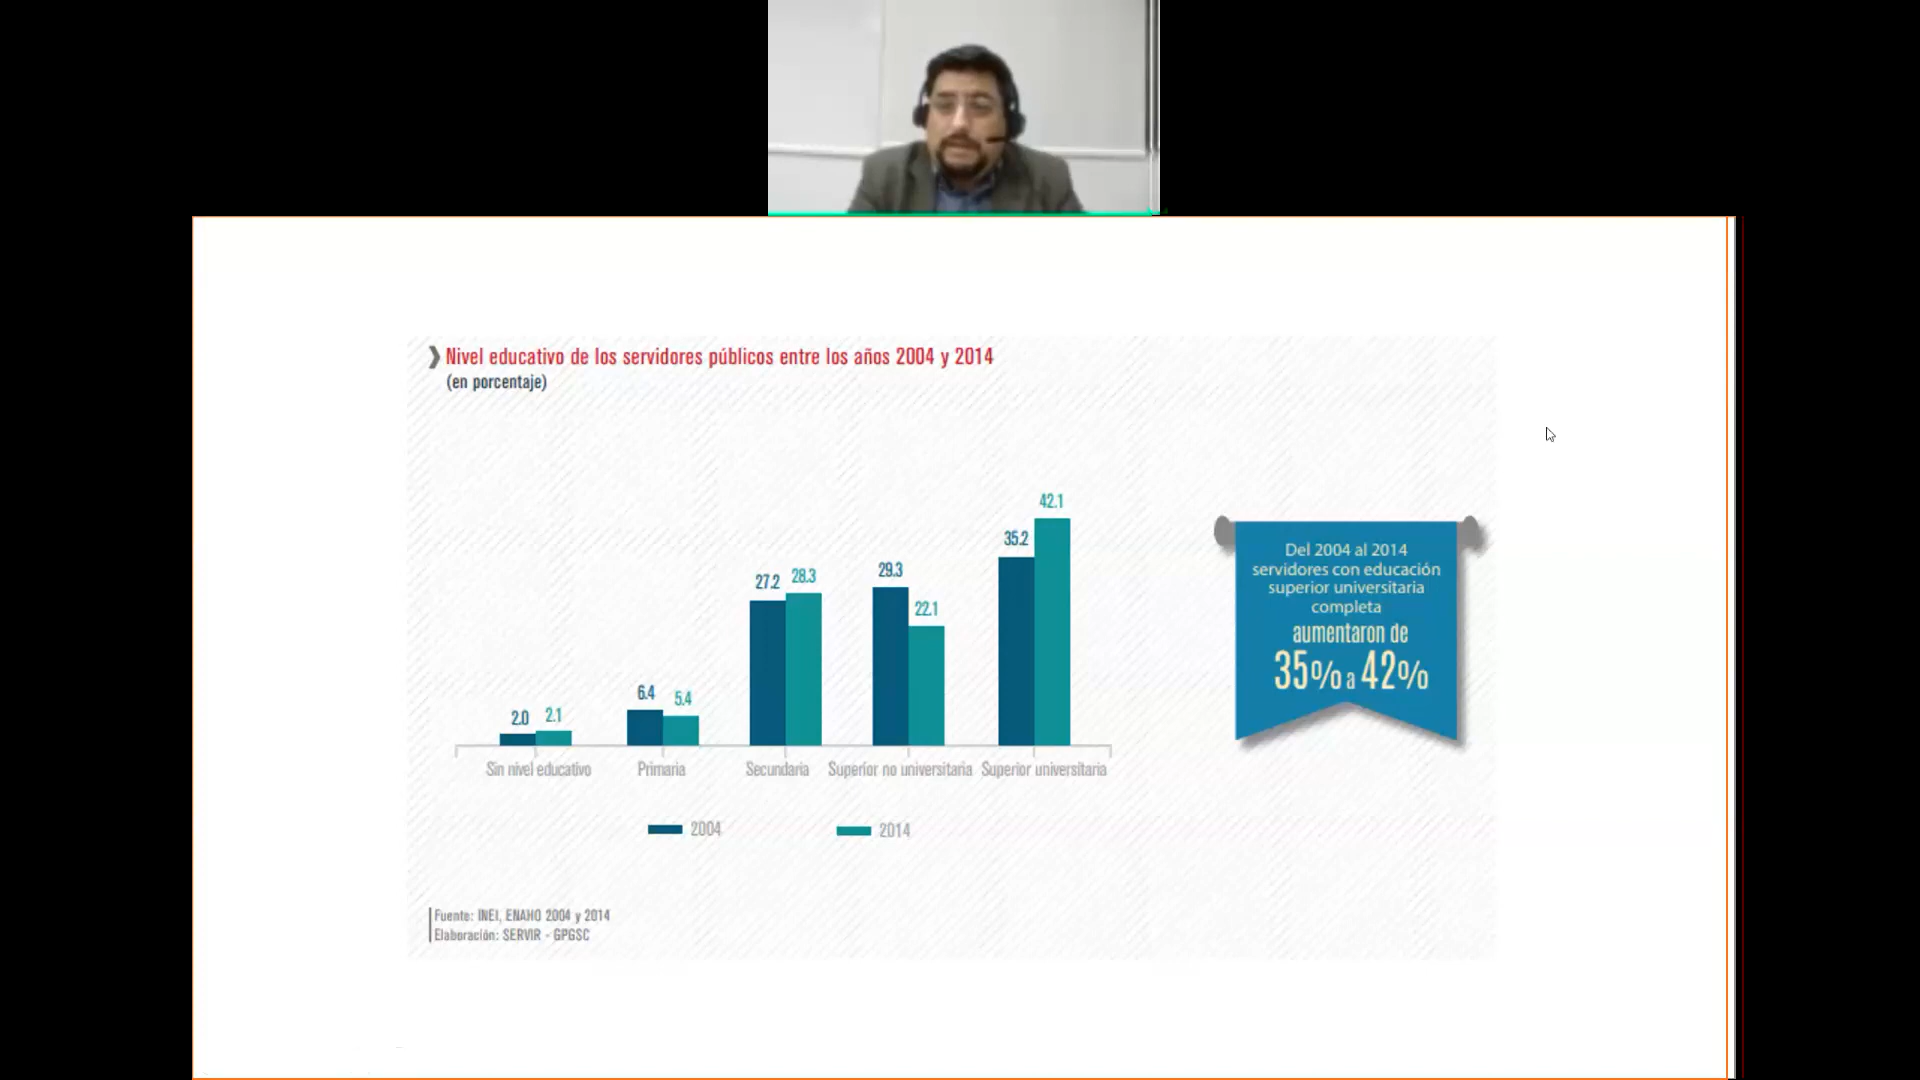 Nivel educativo de los servidores públicos entre los años 2004 y 2014
(en porcentaje)
2.0 2.1
6.4 5.4
27.2 28.3
29.3 22.1
35.2 42.1
Sin nivel educativo Primaria Secundaria Superior no universitaria Superior universitaria
2004 2014
Del 2004 al 2014
servidores con educación
superior universitaria
completa
aumentaron de
35% a 42%
Fuente: INEI, ENAHO 2004 y 2014
Elaboración: SERVIR - GPGSC